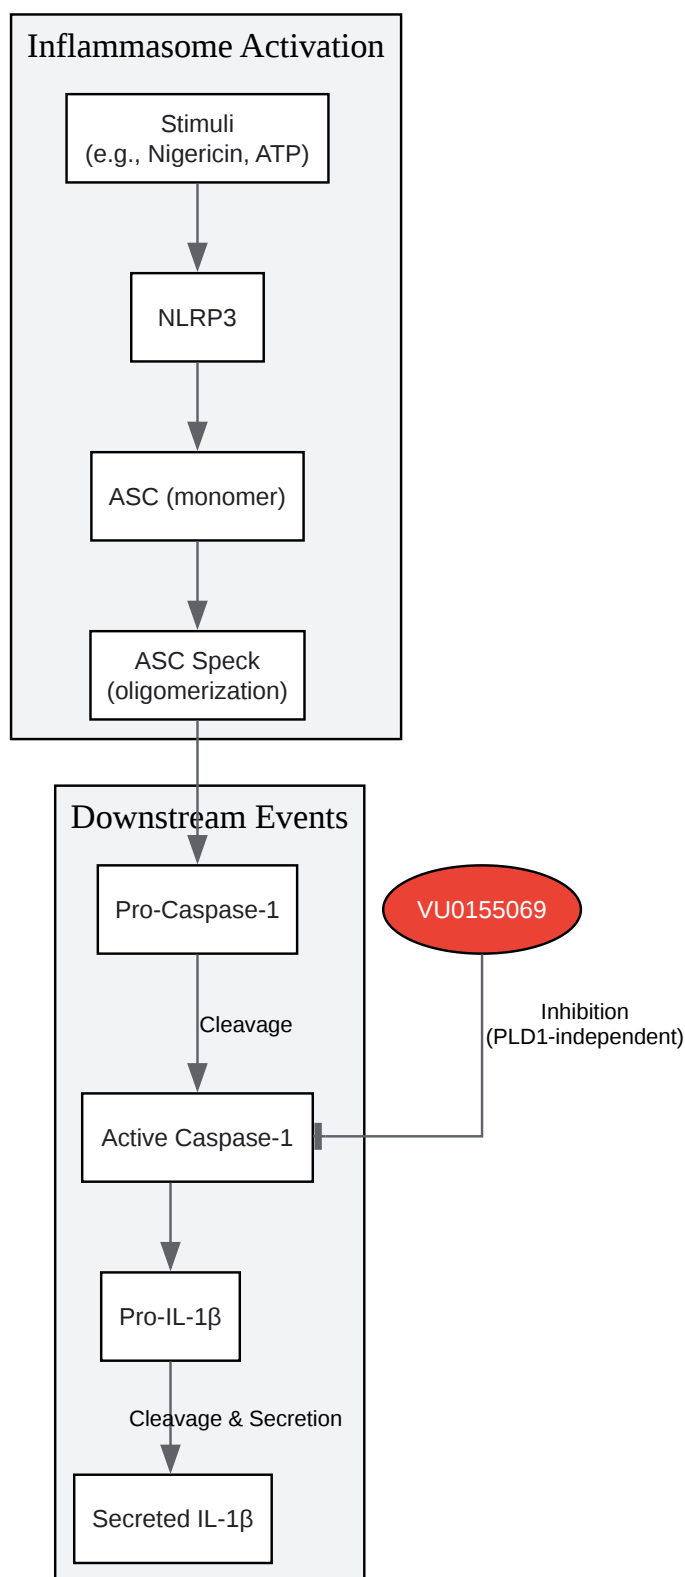 Inflammasome Activation
Stimuli
(e.g., Nigericin, ATP)
NLRP3
ASC (monomer)
ASC Speck
(oligomerization)
Downstream Events
Pro-Caspase-1
VU0155069
Cleavage
Inhibition
(PLD1-independent)
Active Caspase-1
Pro-IL-1β
Cleavage & Secretion
Secreted IL-1β